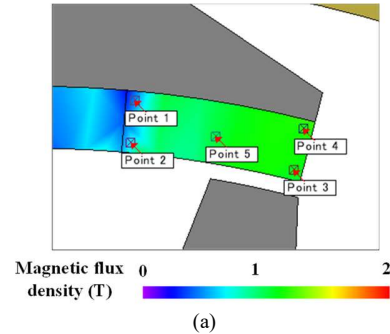 Point 1
Point 4
Point 2
Point 5
Point 3
Magnetic flux
density (T)
0 1 2
(a)